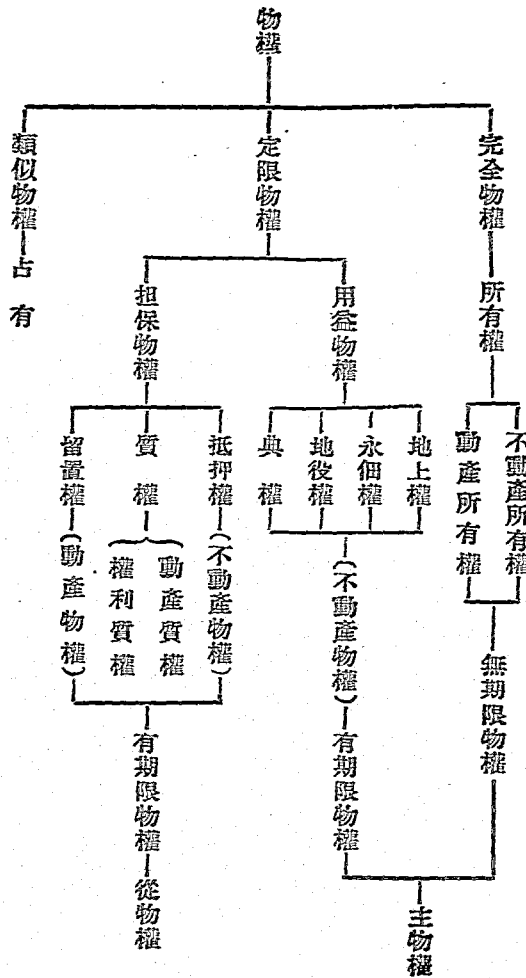 物權
完全物權
所有權
不動產所有權
動產所有權
無期限物權
定限物權
用益物權
地上權
永佃權
地役權
典權
（不動產物權）
有期限物權
主物權
担保物權
抵押權
（不動產物權）
質權
動產質權
權利質權
留置權
（動產物權）
有期限物權
從物權
類似物權
占有